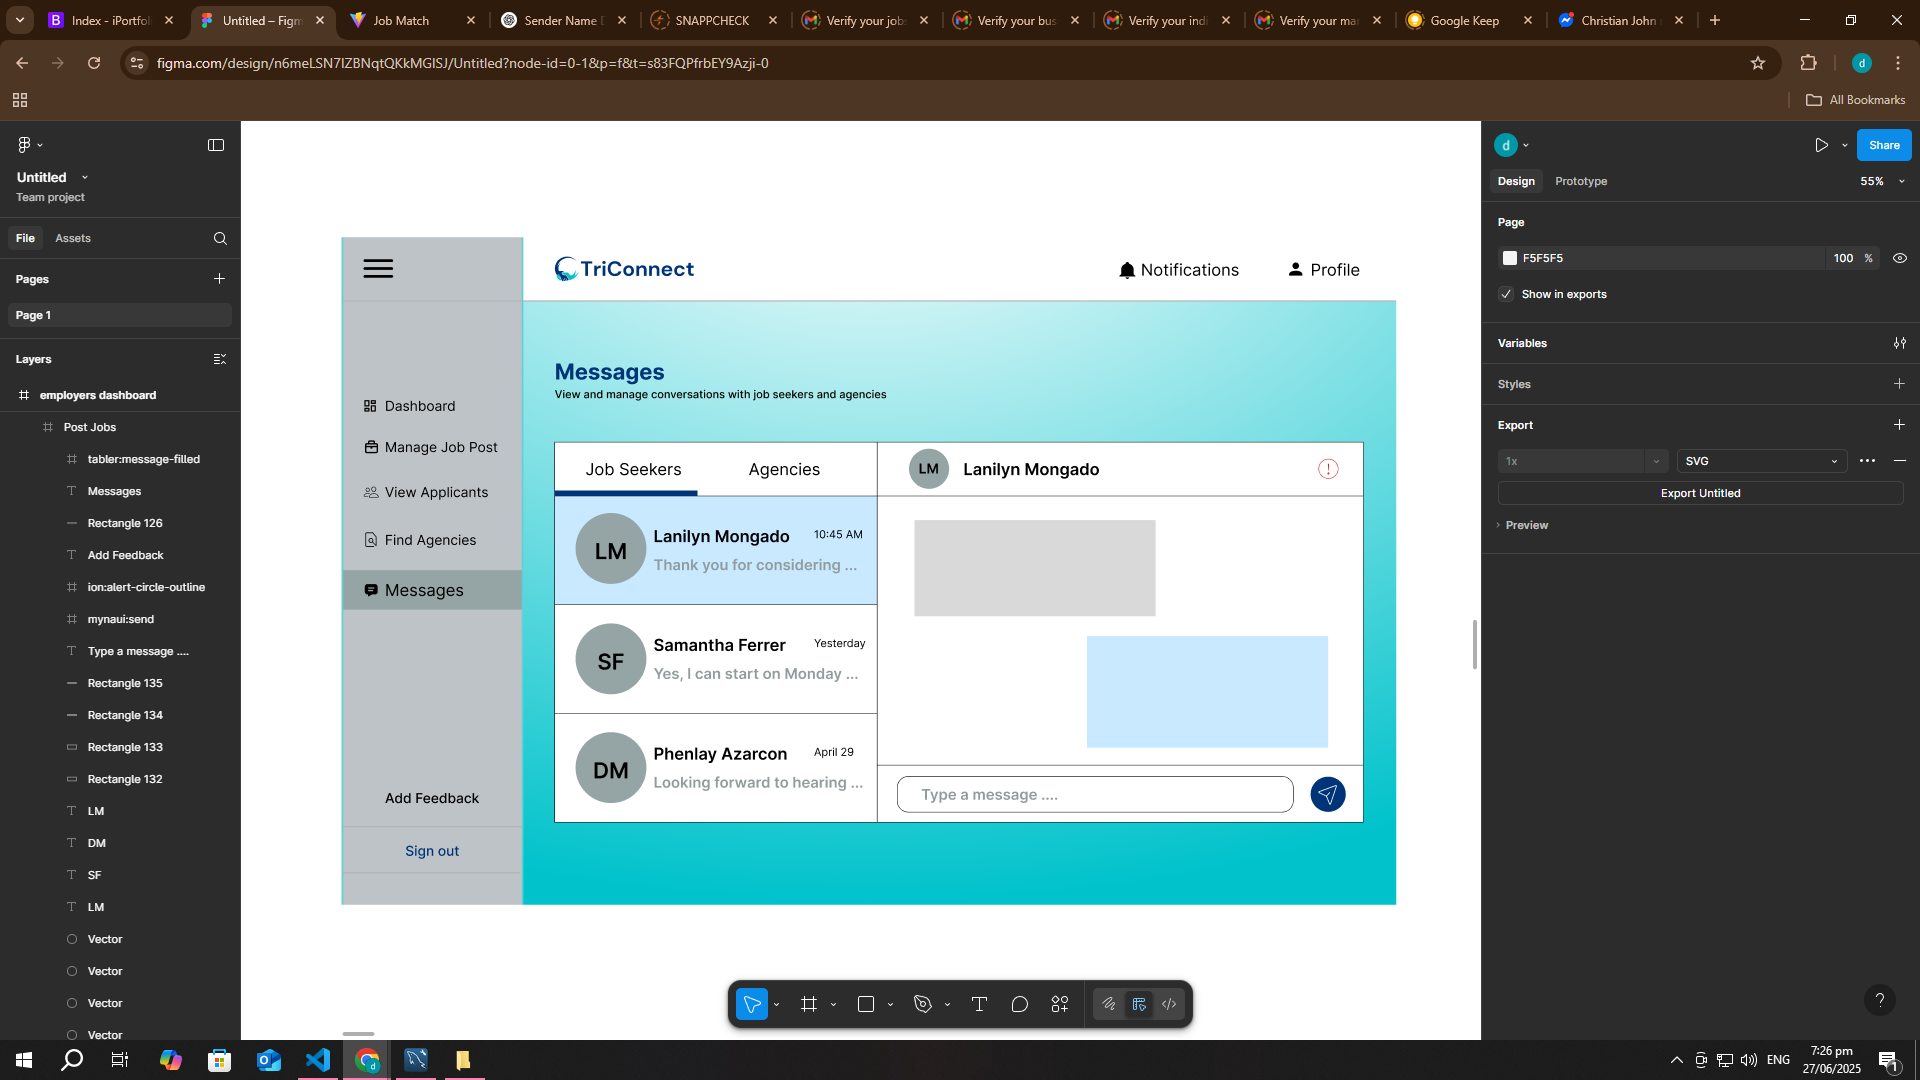 Index - iPortfol
Untitled – Figm
Job Match
Sender Name D
SNAPPCHECK
Verify your job
Verify your bus
Verify your indi
Verify your mar
Google Keep
Christian John
figma.com/design/n6meLSN7IZBNqtQKkMGISJ/Untitled?node-id=0-1&p=f&t=s83FQPfrbEY9Azji-0
d
All Bookmarks
Untitled
Team project
File
Assets
Pages
Page 1
Layers
employers dashboard
Post Jobs
tabler:message-filled
Messages
Rectangle 126
Add Feedback
ion:alert-circle-outline
mynaui:send
Type a message ....
Rectangle 135
Rectangle 134
Rectangle 133
Rectangle 132
LM
DM
SF
LM
Vector
Vector
Vector
Vector
TriConnect
Notifications
Profile
Dashboard
Manage Job Post
View Applicants
Find Agencies
Messages
Add Feedback
Sign out
Messages
View and manage conversations with job seekers and agencies
Job Seekers
Agencies
LM
Lanilyn Mongado
LM
Lanilyn Mongado
10:45 AM
Thank you for considering ...
SF
Samantha Ferrer
Yesterday
Yes, I can start on Monday ...
DM
Phenlay Azarcon
April 29
Looking forward to hearing ...
Type a message ....
d
Share
Design
Prototype
55%
Page
F5F5F5
100 %
Show in exports
Variables
Styles
Export
1x
SVG
Export Untitled
Preview
?
ENG
7:26 pm
27/06/2025
1